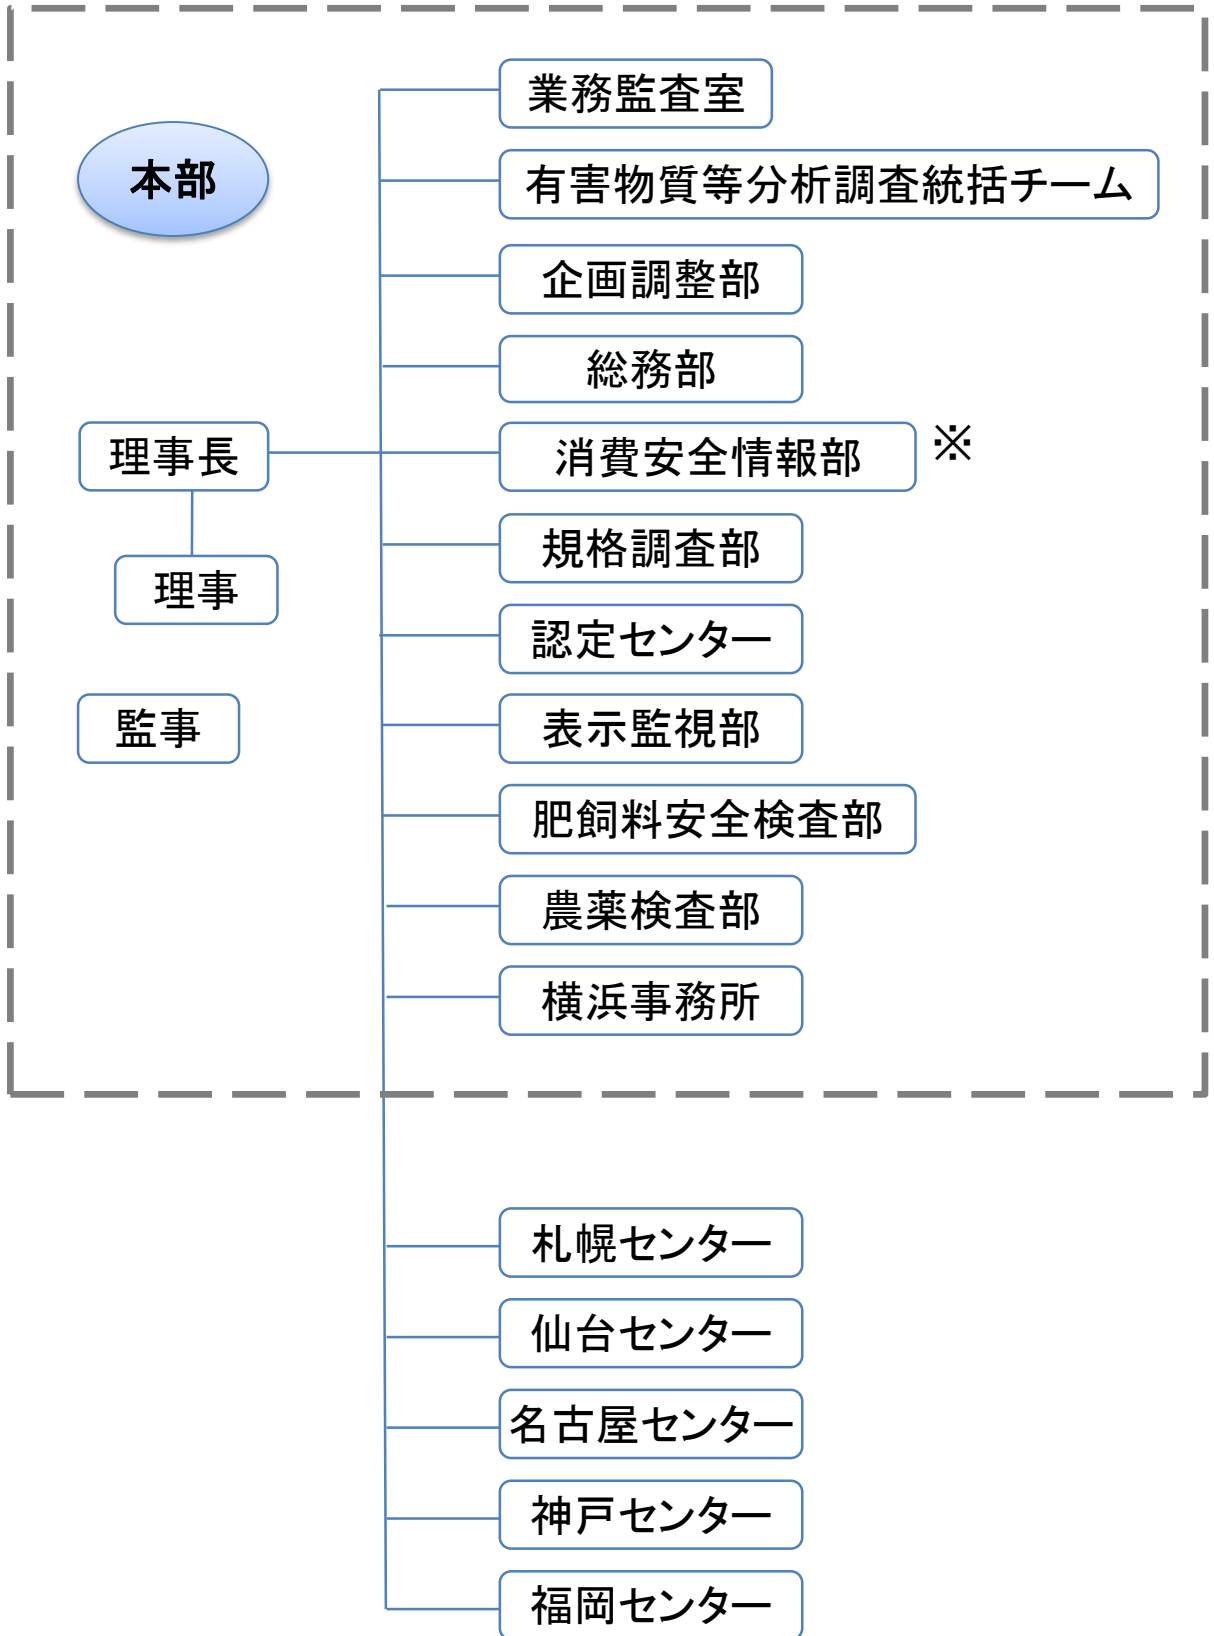 本部
理事長
理事
監事
業務監査室
有害物質等分析調査統括チーム
企画調整部
総務部
消費安全情報部 ※
規格調査部
認定センター
表示監視部
肥飼料安全検査部
農薬検査部
横浜事務所
札幌センター
仙台センター
名古屋センター
神戸センター
福岡センター